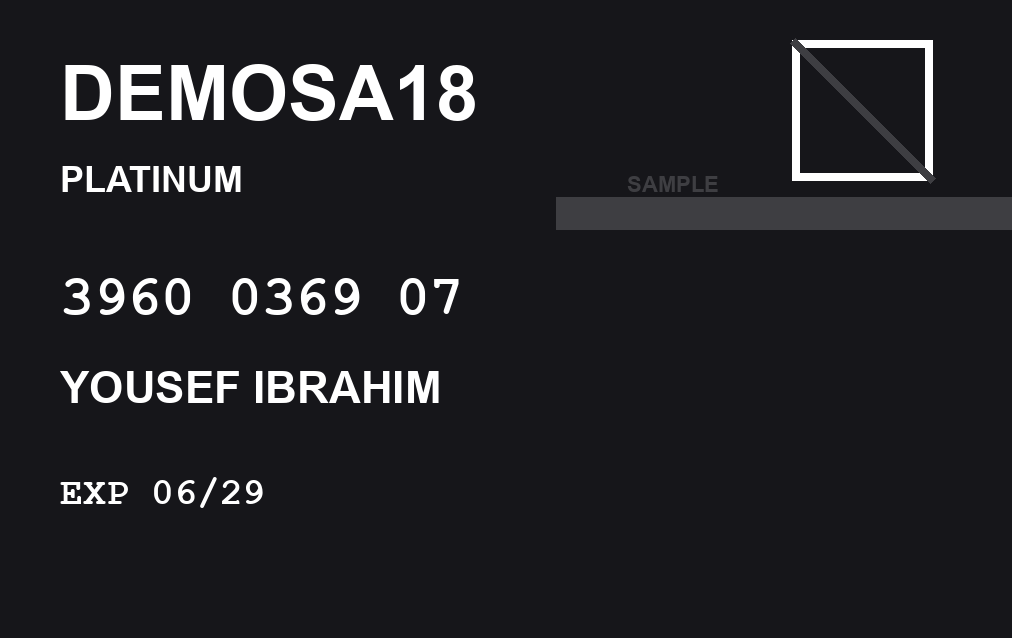 DEMOSA18
PLATINUM
SAMPLE
3960 0369 07
YOUSEF IBRAHIM
EXP 06/29